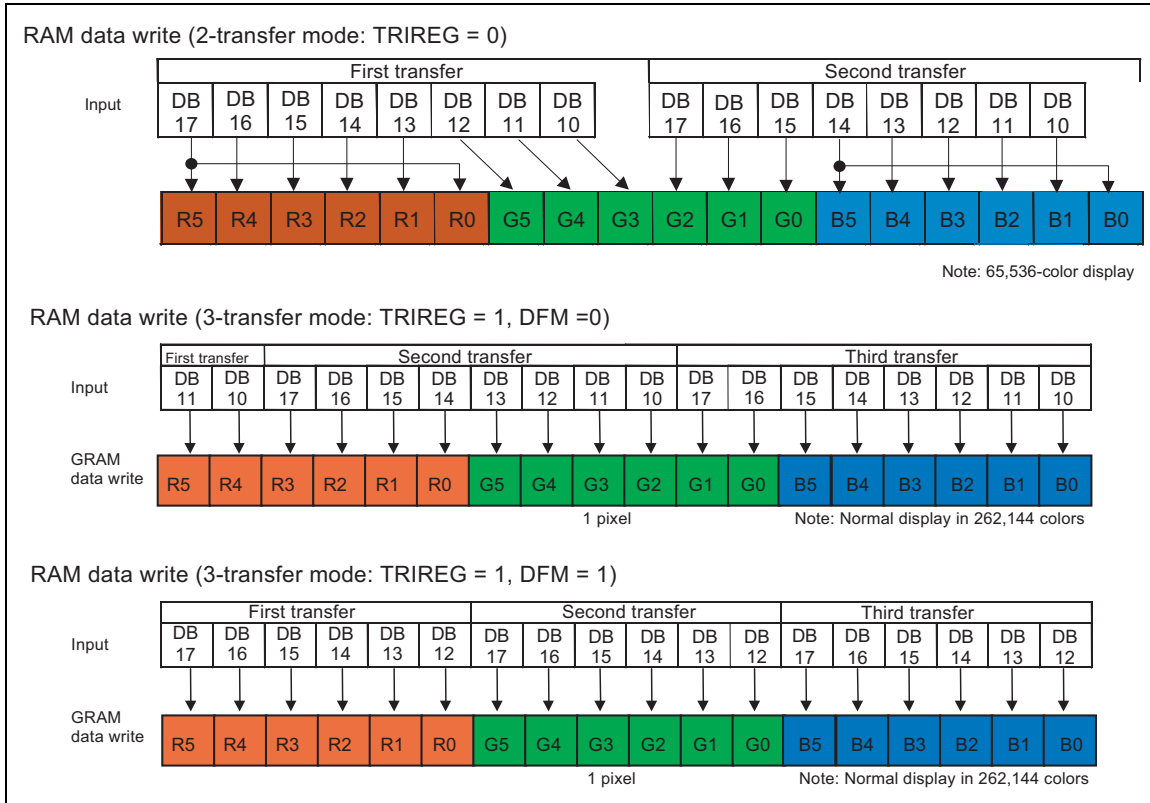 RAM data write (2-transfer mode: TRIREG = 0)
First transfer Second transfer
Input DB 17 DB 16 DB 15 DB 14 DB 13 DB 12 DB 11 DB 10 DB 17 DB 16 DB 15 DB 14 DB 13 DB 12 DB 11 DB 10
R5 R4 R3 R2 R1 R0 G5 G4 G3 G2 G1 G0 B5 B4 B3 B2 B1 B0
Note: 65,536-color display
RAM data write (3-transfer mode: TRIREG = 1, DFM =0)
First transfer Second transfer Third transfer
Input DB 11 DB 10 DB 17 DB 16 DB 15 DB 14 DB 13 DB 12 DB 11 DB 10 DB 17 DB 16 DB 15 DB 14 DB 13 DB 12 DB 11 DB 10
GRAM data write R5 R4 R3 R2 R1 R0 G5 G4 G3 G2 G1 G0 B5 B4 B3 B2 B1 B0
1 pixel Note: Normal display in 262,144 colors
RAM data write (3-transfer mode: TRIREG = 1, DFM = 1)
First transfer Second transfer Third transfer
Input DB 17 DB 16 DB 15 DB 14 DB 13 DB 12 DB 17 DB 16 DB 15 DB 14 DB 13 DB 12 DB 17 DB 16 DB 15 DB 14 DB 13 DB 12
GRAM data write R5 R4 R3 R2 R1 R0 G5 G4 G3 G2 G1 G0 B5 B4 B3 B2 B1 B0
1 pixel Note: Normal display in 262,144 colors